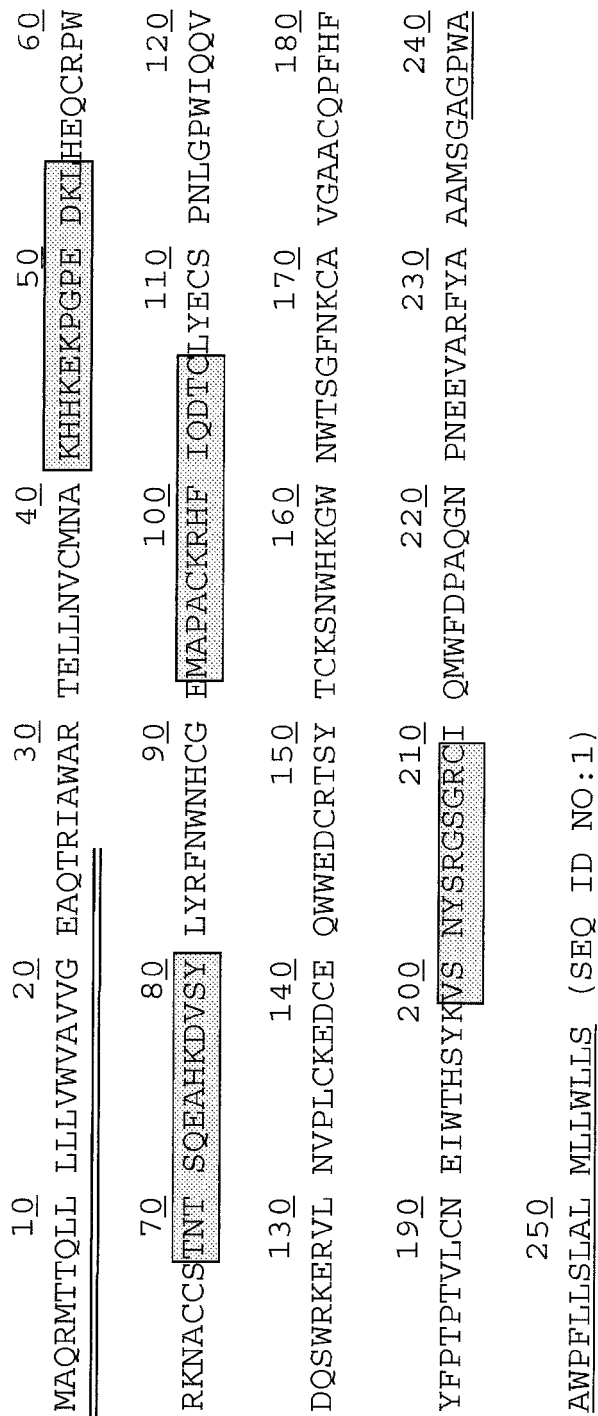 10 20 30 40 50 60
MAQRMTTQLL LLLVWVAVVG EAQTRIAWAR TELLNVCMNA KHHKEKPGPE DKLHEQCRPW
70 80 90 100 110 120
RKNACCSTNT SQEAHKDVSY LYRFNWNHCG EMAPACKRHF IQDTCLYECS PNLGPWIQQV
130 140 150 160 170 180
DQSWRKERVL NVPLCKEDCE QWWEDCRTSY TCKSNWHKGW NWTSGFNKCA VGAACQPFHF
190 200 210 220 230 240
YFPTPTVLCN EIWTHSYKVS NYSRGSGRCI QMWFDPAQGN PNEEVARFYA AAMSGAGPWA
250
AWPFLLSLAL MLLWLLS (SEQ ID NO:1)